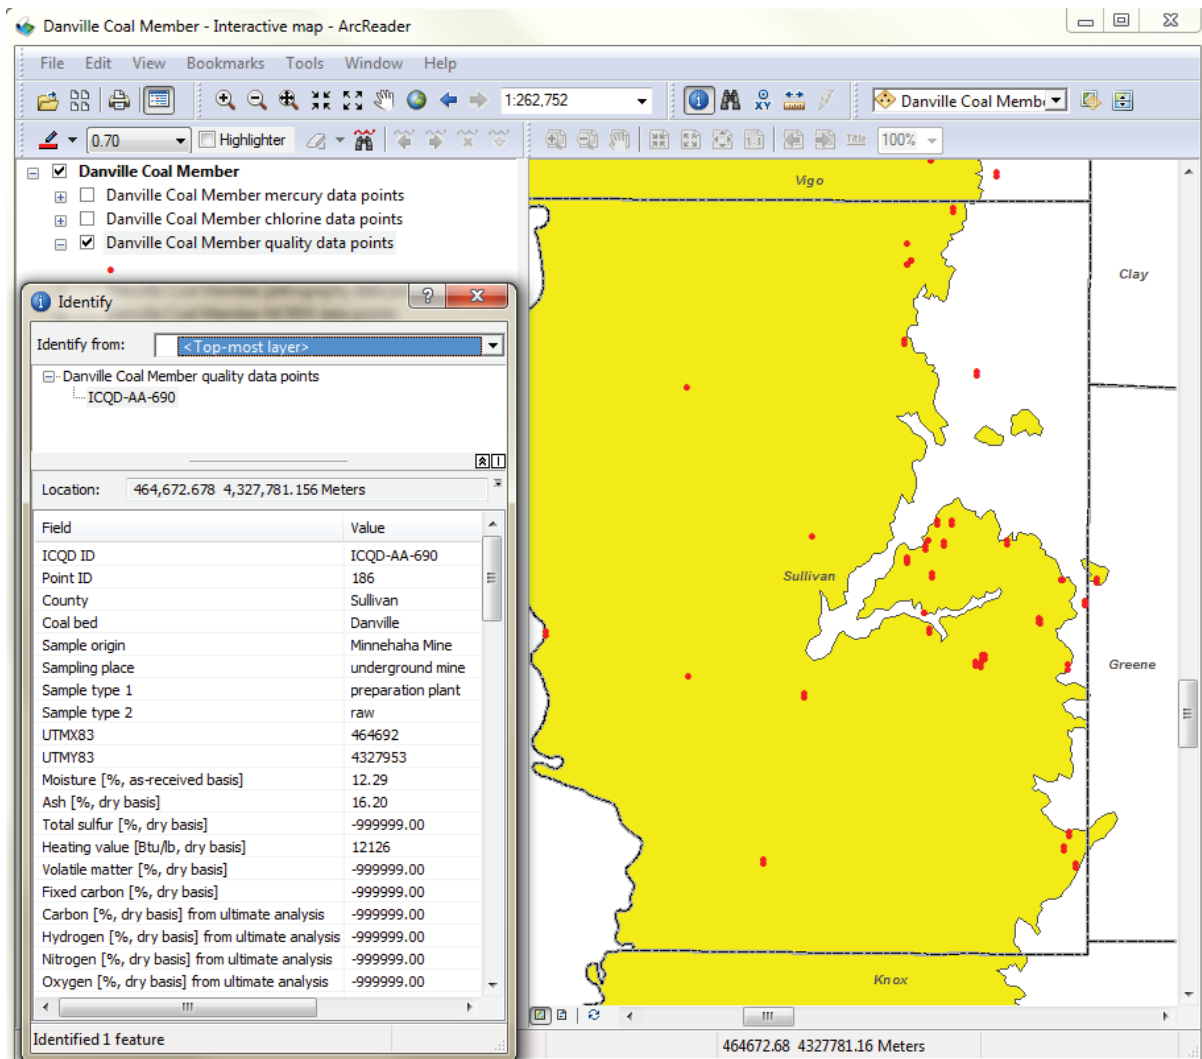 Danville Coal Member - Interactive map - ArcReader
File Edit View Bookmarks Tools Window Help
1:262,752
XY
Danville Coal Memb
0.70
Highlighter
Title
100%
Danville Coal Member
Danville Coal Member mercury data points
Danville Coal Member chlorine data points
Danville Coal Member quality data points
Identify
Identify from: <Top-most layer>
Danville Coal Member quality data points
ICQD-AA-690
Location: 464,672.678 4,327,781.156 Meters
Field Value
ICQD ID ICQD-AA-690
Point ID 186
County Sullivan
Coal bed Danville
Sample origin Minnehaha Mine
Sampling place underground mine
Sample type 1 preparation plant
Sample type 2 raw
UTMX83 464692
UTMY83 4327953
Moisture [%, as-received basis] 12.29
Ash [%, dry basis] 16.20
Total sulfur [%, dry basis] -999999.00
Heating value [Btu/lb, dry basis] 12126
Volatile matter [%, dry basis] -999999.00
Fixed carbon [%, dry basis] -999999.00
Carbon [%, dry basis] from ultimate analysis -999999.00
Hydrogen [%, dry basis] from ultimate analysis -999999.00
Nitrogen [%, dry basis] from ultimate analysis -999999.00
Oxygen [%, dry basis] from ultimate analysis -999999.00
Identified 1 feature
Vigo
Clay
Sullivan
Greene
Knox
464672.68 4327781.16 Meters